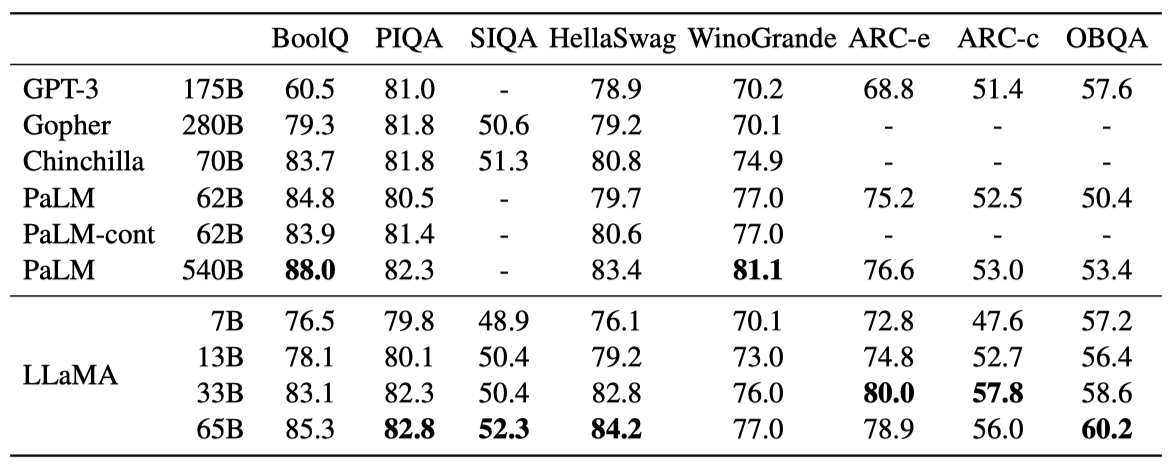 BoolQ PIQA SIQA HellaSwag WinoGrande ARC-e ARC-c OBQA
GPT-3 175B 60.5 81.0 - 78.9 70.2 68.8 51.4 57.6
Gopher 280B 79.3 81.8 50.6 79.2 70.1 - - -
Chinchilla 70B 83.7 81.8 51.3 80.8 74.9 - - -
PaLM 62B 84.8 80.5 - 79.7 77.0 75.2 52.5 50.4
PaLM-cont 62B 83.9 81.4 - 80.6 77.0 - - -
PaLM 540B 88.0 82.3 - 83.4 81.1 76.6 53.0 53.4
LLaMA
7B 76.5 79.8 48.9 76.1 70.1 72.8 47.6 57.2
13B 78.1 80.1 50.4 79.2 73.0 74.8 52.7 56.4
33B 83.1 82.3 50.4 82.8 76.0 80.0 57.8 58.6
65B 85.3 82.8 52.3 84.2 77.0 78.9 56.0 60.2